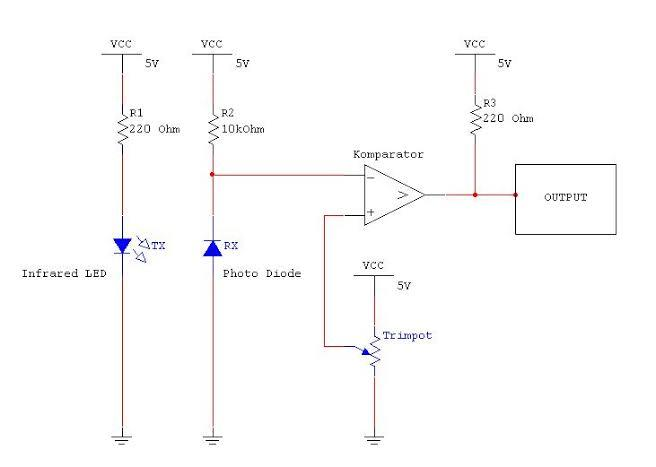 VCC
5V
R1
220 Ohm
TX
Infrared LED
VCC
5V
R2
10kOhm
RX
Photo Diode
Komparator
−
>
+
VCC
5V
Trimpot
VCC
5V
R3
220 Ohm
OUTPUT